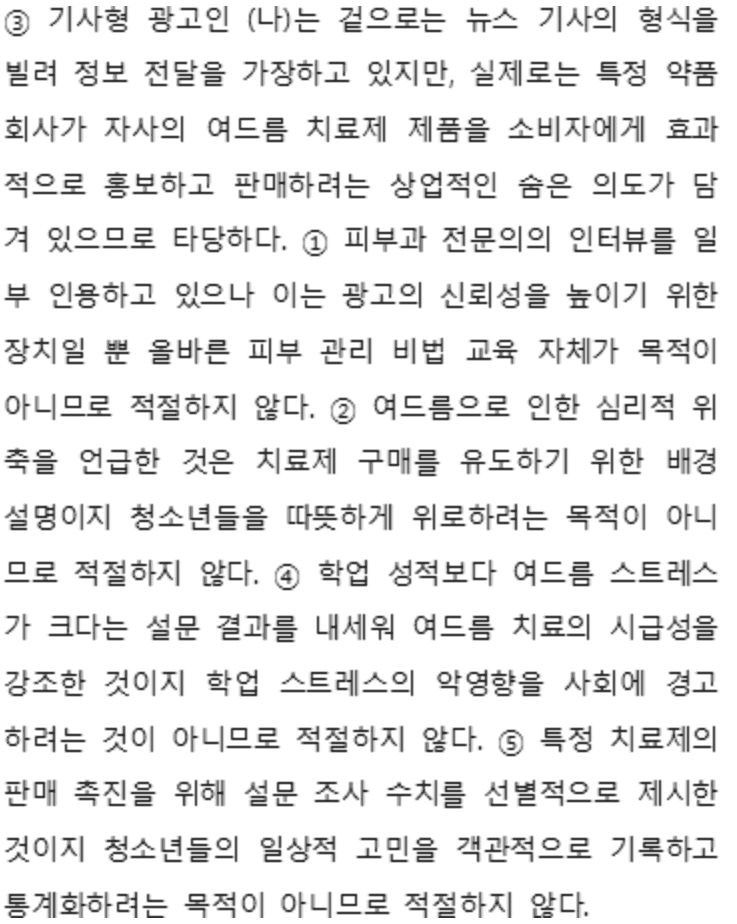 ③ 기사형 광고인 (나)는 겉으로는 뉴스 기사의 형식을
빌려 정보 전달을 가장하고 있지만, 실제로는 특정 약품
회사가 자사의 여드름 치료제 제품을 소비자에게 효과
적으로 홍보하고 판매하려는 상업적인 숨은 의도가 담
겨 있으므로 타당하다. ① 피부과 전문의의 인터뷰를 일
부 인용하고 있으나 이는 광고의 신뢰성을 높이기 위한
장치일 뿐 올바른 피부 관리 비법 교육 자체가 목적이
아니므로 적절하지 않다. ② 여드름으로 인한 심리적 위
축을 언급한 것은 치료제 구매를 유도하기 위한 배경
설명이지 청소년들을 따뜻하게 위로하려는 목적이 아니
므로 적절하지 않다. ④ 학업 성적보다 여드름 스트레스
가 크다는 설문 결과를 내세워 여드름 치료의 시급성을
강조한 것이지 학업 스트레스의 악영향을 사회에 경고
하려는 것이 아니므로 적절하지 않다. ⑤ 특정 치료제의
판매 촉진을 위해 설문 조사 수치를 선별적으로 제시한
것이지 청소년들의 일상적 고민을 객관적으로 기록하고
통계화하려는 목적이 아니므로 적절하지 않다.